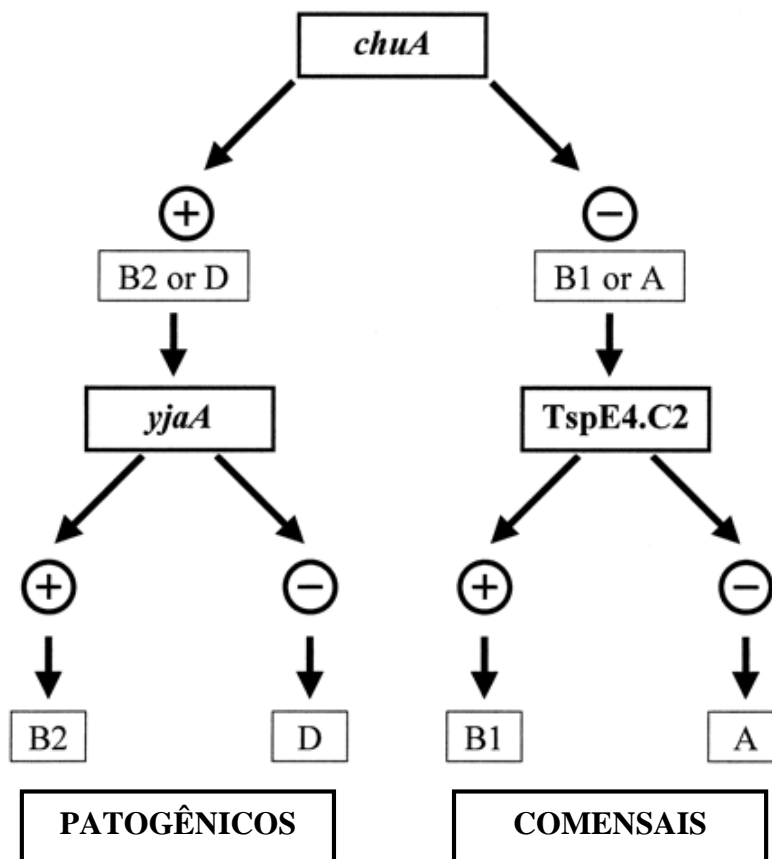 chuA
+ −
B2 or D B1 or A
yjaA TspE4.C2
+ − + −
B2 D B1 A
PATOGÊNICOS COMENSAIS